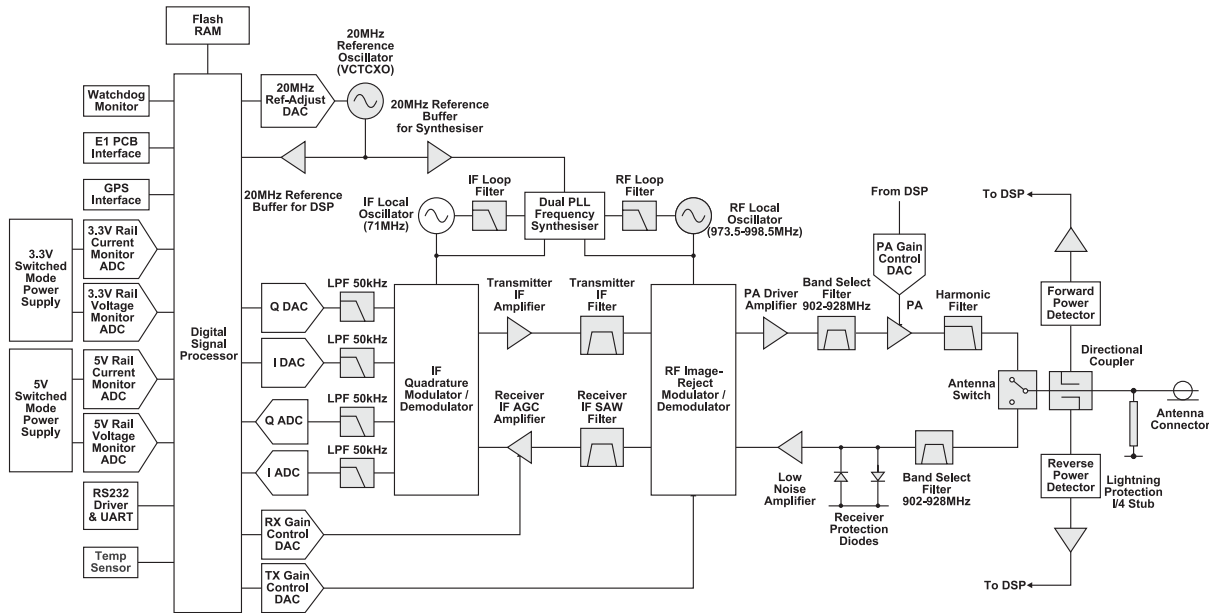 Flash
RAM
Watchdog
Monitor
E1 PCB
Interface
GPS
Interface
3.3V
Switched
Mode
Power
Supply
3.3V Rail
Current
Monitor
ADC
3.3V Rail
Voltage
Monitor
ADC
5V
Switched
Mode
Power
Supply
5V Rail
Current
Monitor
ADC
5V Rail
Voltage
Monitor
ADC
RS232
Driver
& UART
Temp
Sensor
Digital
Signal
Processor
20MHz
Ref-Adjust
DAC
20MHz
Reference
Oscillator
(VCTCXO)
20MHz Reference
Buffer
for Synthesiser
20MHz Reference
Buffer for DSP
IF Local
Oscillator
(71MHz)
IF Loop
Filter
Dual PLL
Frequency
Synthesiser
RF Loop
Filter
RF Local
Oscillator
(973.5-998.5MHz)
Q DAC
LPF 50kHz
I DAC
LPF 50kHz
Q ADC
LPF 50kHz
I ADC
LPF 50kHz
RX Gain
Control
DAC
TX Gain
Control
DAC
IF
Quadrature
Modulator /
Demodulator
Transmitter
IF Amplifier
Transmitter
IF
Filter
Receiver
IF AGC
Amplifier
Receiver
IF SAW
Filter
RF Image-
Reject
Modulator /
Demodulator
PA Driver
Amplifier
Band Select
Filter
902-928MHz
From DSP
PA Gain
Control
DAC
PA
Harmonic
Filter
Low
Noise
Amplifier
Receiver
Protection
Diodes
Band Select
Filter
902-928MHz
Antenna
Switch
To DSP
Forward
Power
Detector
Directional
Coupler
Reverse
Power
Detector
To DSP
Antenna
Connector
Lightning
Protection
l/4 Stub